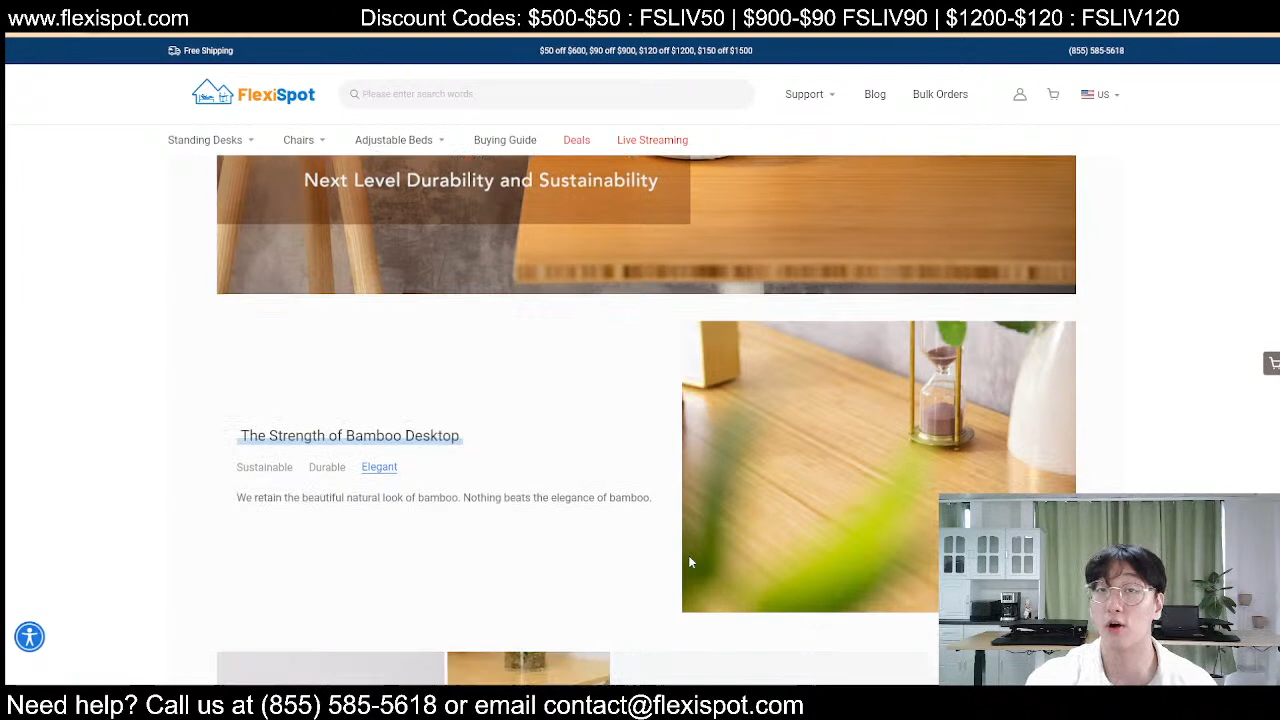 www.flexispot.com
Discount Codes: $500-$50 : FSLIV50 | $900-$90 FSLIV90 | $1200-$120 : FSLIV120
Free Shipping
$50 off $600, $90 off $900, $120 off $1200, $150 off $1500
(855) 585-5618
FlexiSpot
Please enter search words
Support
Blog
Bulk Orders
US
Standing Desks
Chairs
Adjustable Beds
Buying Guide
Deals
Live Streaming
Next Level Durability and Sustainability
The Strength of Bamboo Desktop
Sustainable Durable Elegant
We retain the beautiful natural look of bamboo. Nothing beats the elegance of bamboo.
Need help? Call us at (855) 585-5618 or email contact@flexispot.com